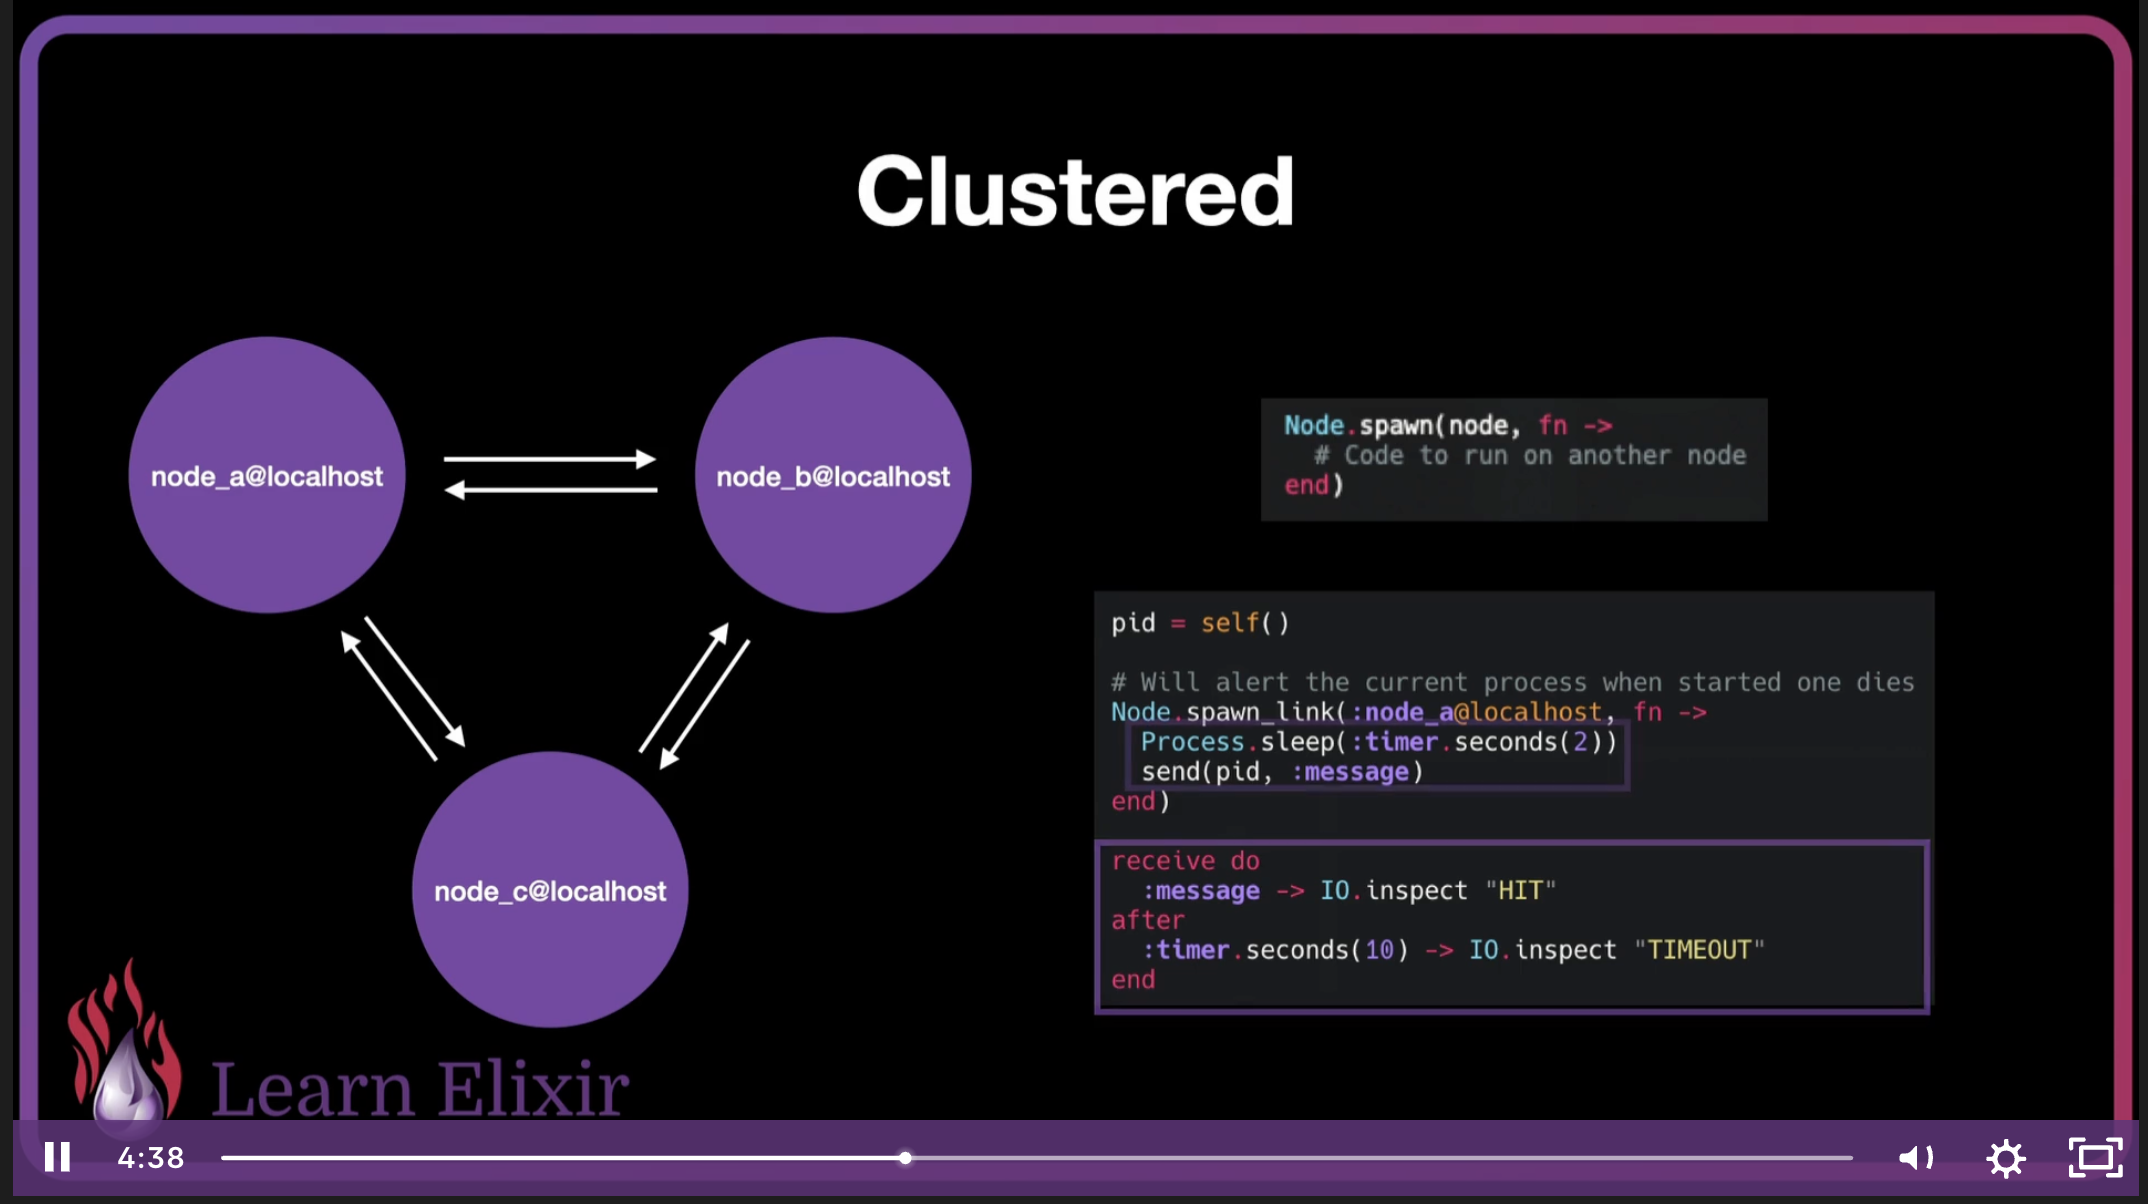 Clustered
node_a@localhost
node_b@localhost
node_c@localhost
Node.spawn(node, fn ->
  # Code to run on another node
end)
pid = self()
# Will alert the current process when started one dies
Node.spawn_link(:node_a@localhost, fn ->
  Process.sleep(:timer.seconds(2))
  send(pid, :message)
end)
receive do
  :message -> IO.inspect "HIT"
after
  :timer.seconds(10) -> IO.inspect "TIMEOUT"
end
Learn Elixir
4:38